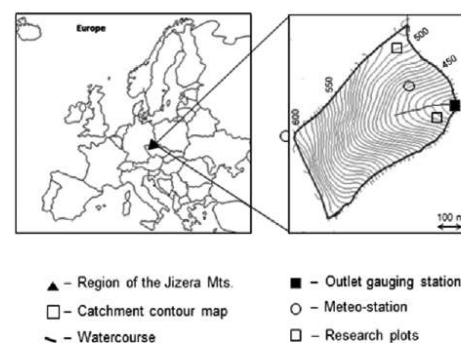 Europe
500
450
550
600
100 m
▲ – Region of the Jizera Mts.
□ – Catchment contour map
– Watercourse
■ – Outlet gauging station
○ – Meteo-station
□ – Research plots